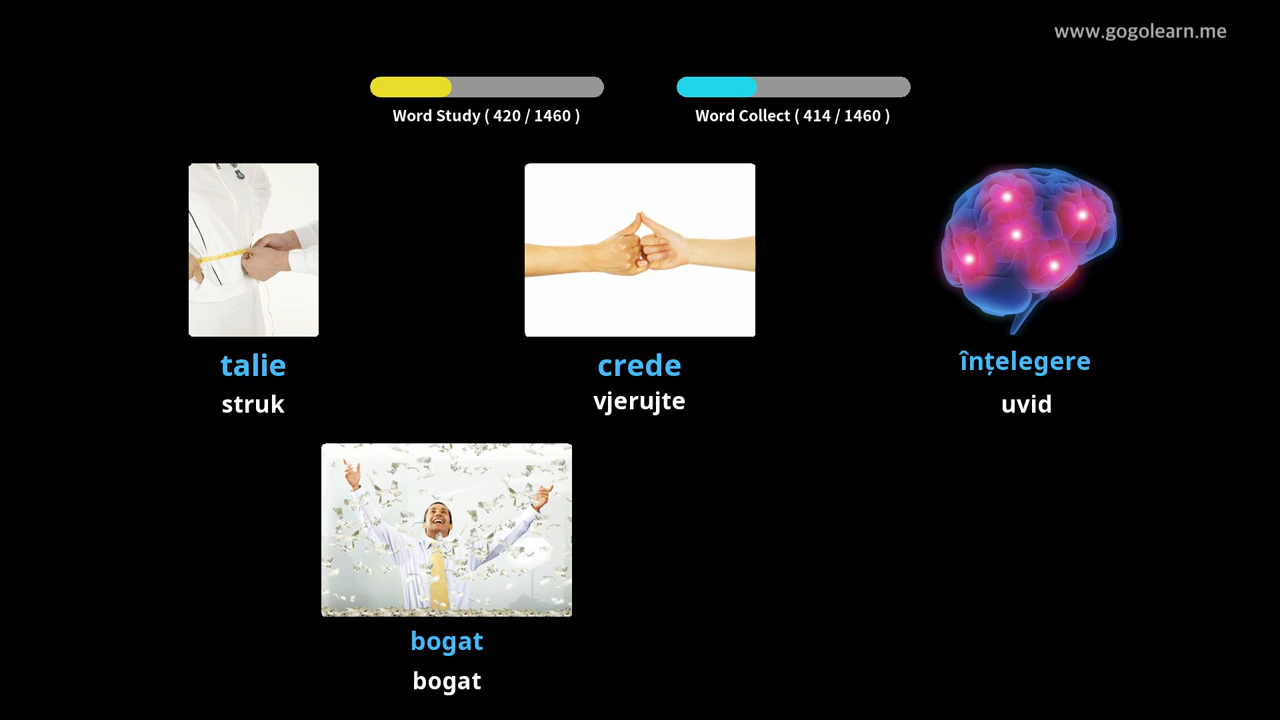 www.gogolearn.me
Word Study ( 420 / 1460 )
Word Collect ( 414 / 1460 )
talie
struk
crede
vjerujte
înțelegere
uvid
bogat
bogat